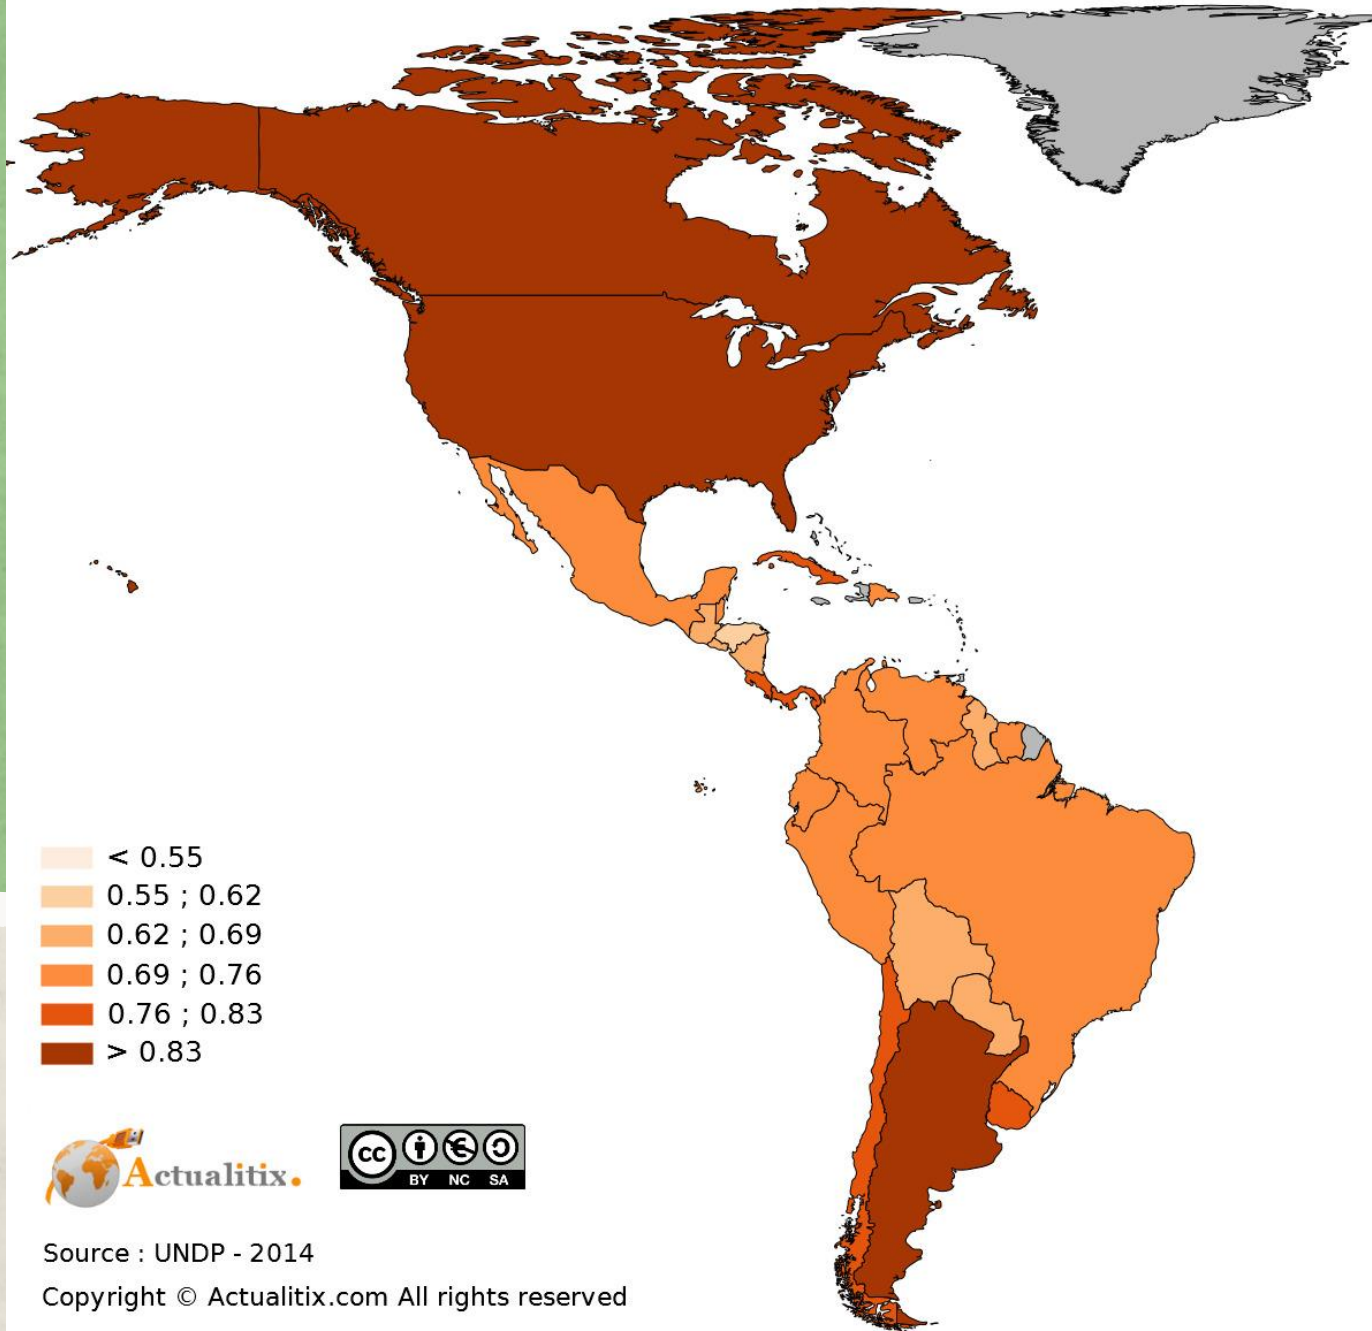 < 0.55
0.55 ; 0.62
0.62 ; 0.69
0.69 ; 0.76
0.76 ; 0.83
> 0.83
Actualitix.
cc
BY NC SA
Source : UNDP - 2014
Copyright © Actualitix.com All rights reserved